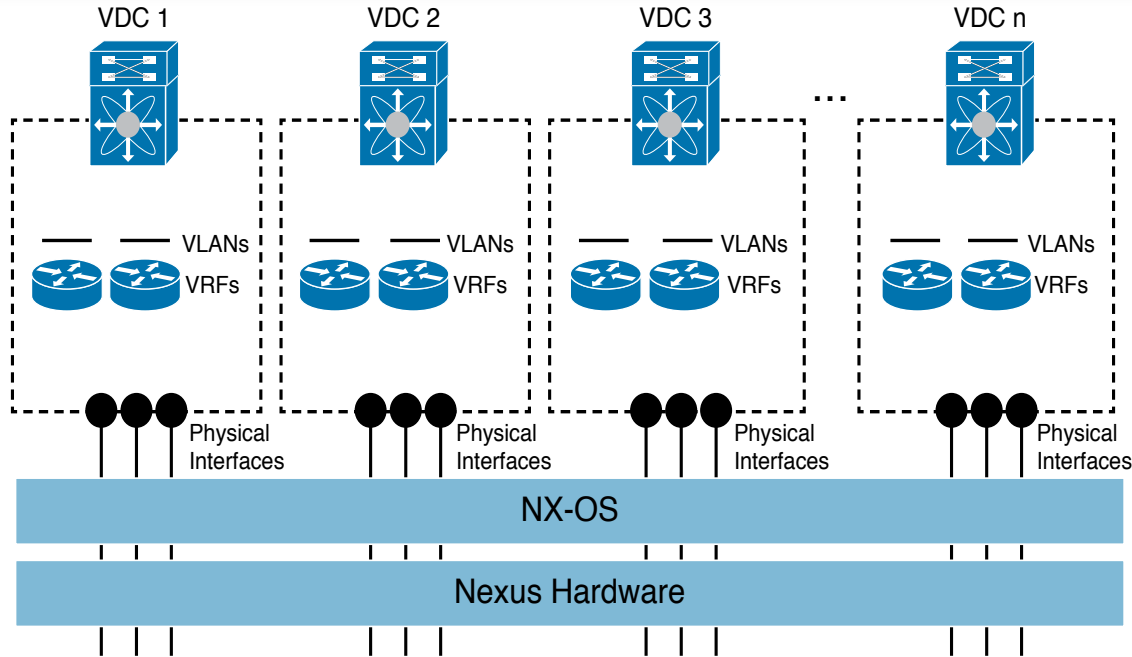 VDC 1
VDC 2
VDC 3
VDC n
...
VLANs
VRFs
VLANs
VRFs
VLANs
VRFs
VLANs
VRFs
Physical
Interfaces
Physical
Interfaces
Physical
Interfaces
Physical
Interfaces
NX-OS
Nexus Hardware